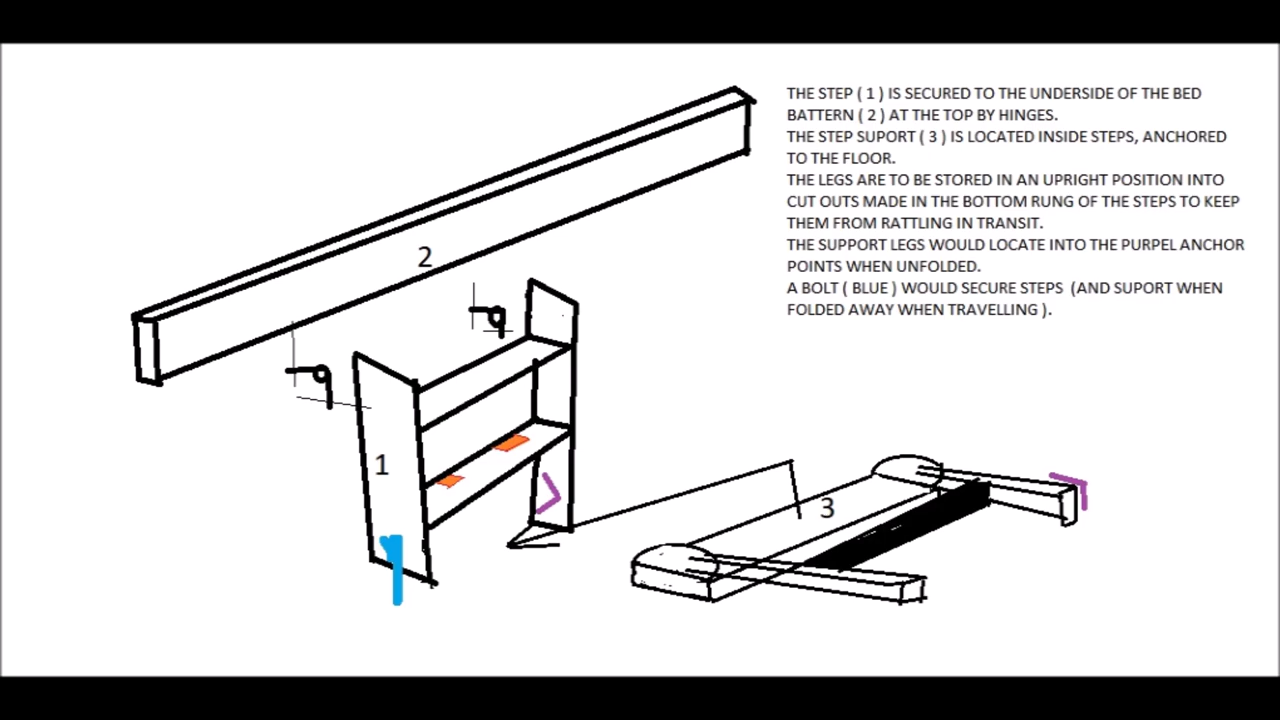 THE STEP ( 1 ) IS SECURED TO THE UNDERSIDE OF THE BED
BATTERN ( 2 ) AT THE TOP BY HINGES.
THE STEP SUPORT ( 3 ) IS LOCATED INSIDE STEPS, ANCHORED
TO THE FLOOR.
THE LEGS ARE TO BE STORED IN AN UPRIGHT POSITION INTO
CUT OUTS MADE IN THE BOTTOM RUNG OF THE STEPS TO KEEP
THEM FROM RATTLING IN TRANSIT.
THE SUPPORT LEGS WOULD LOCATE INTO THE PURPEL ANCHOR
POINTS WHEN UNFOLDED.
A BOLT ( BLUE ) WOULD SECURE STEPS  (AND SUPORT WHEN
FOLDED AWAY WHEN TRAVELLING ).
2
1
3